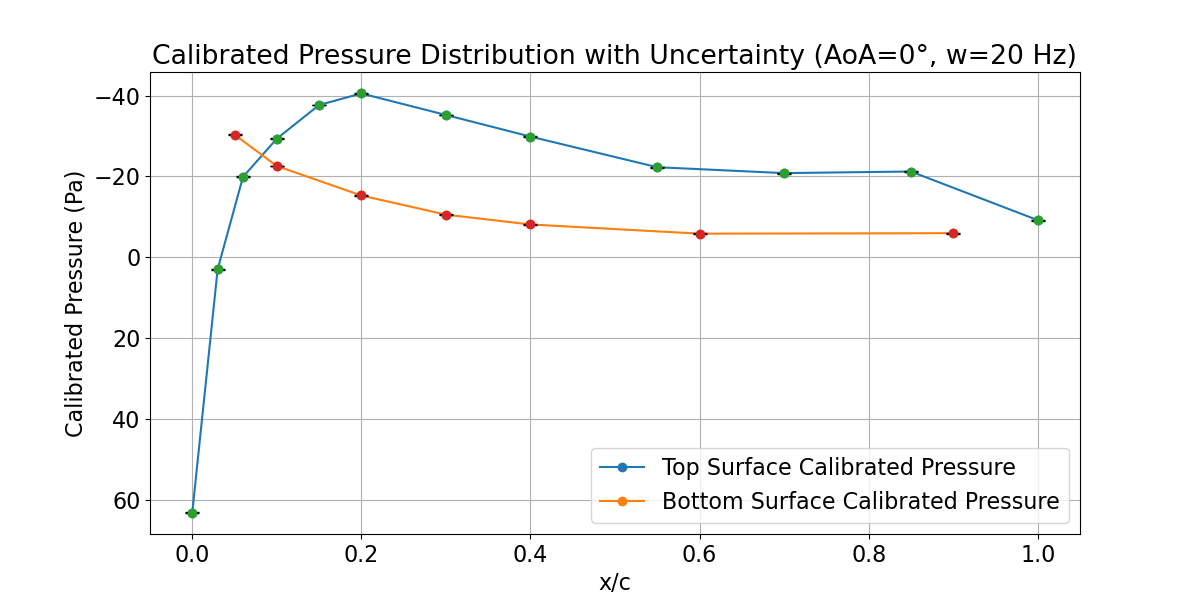 Calibrated Pressure Distribution with Uncertainty (AoA=0°, w=20 Hz)
Calibrated Pressure (Pa)
−40
−20
0
20
40
60
Top Surface Calibrated Pressure
Bottom Surface Calibrated Pressure
0.0 0.2 0.4 0.6 0.8 1.0
x/c